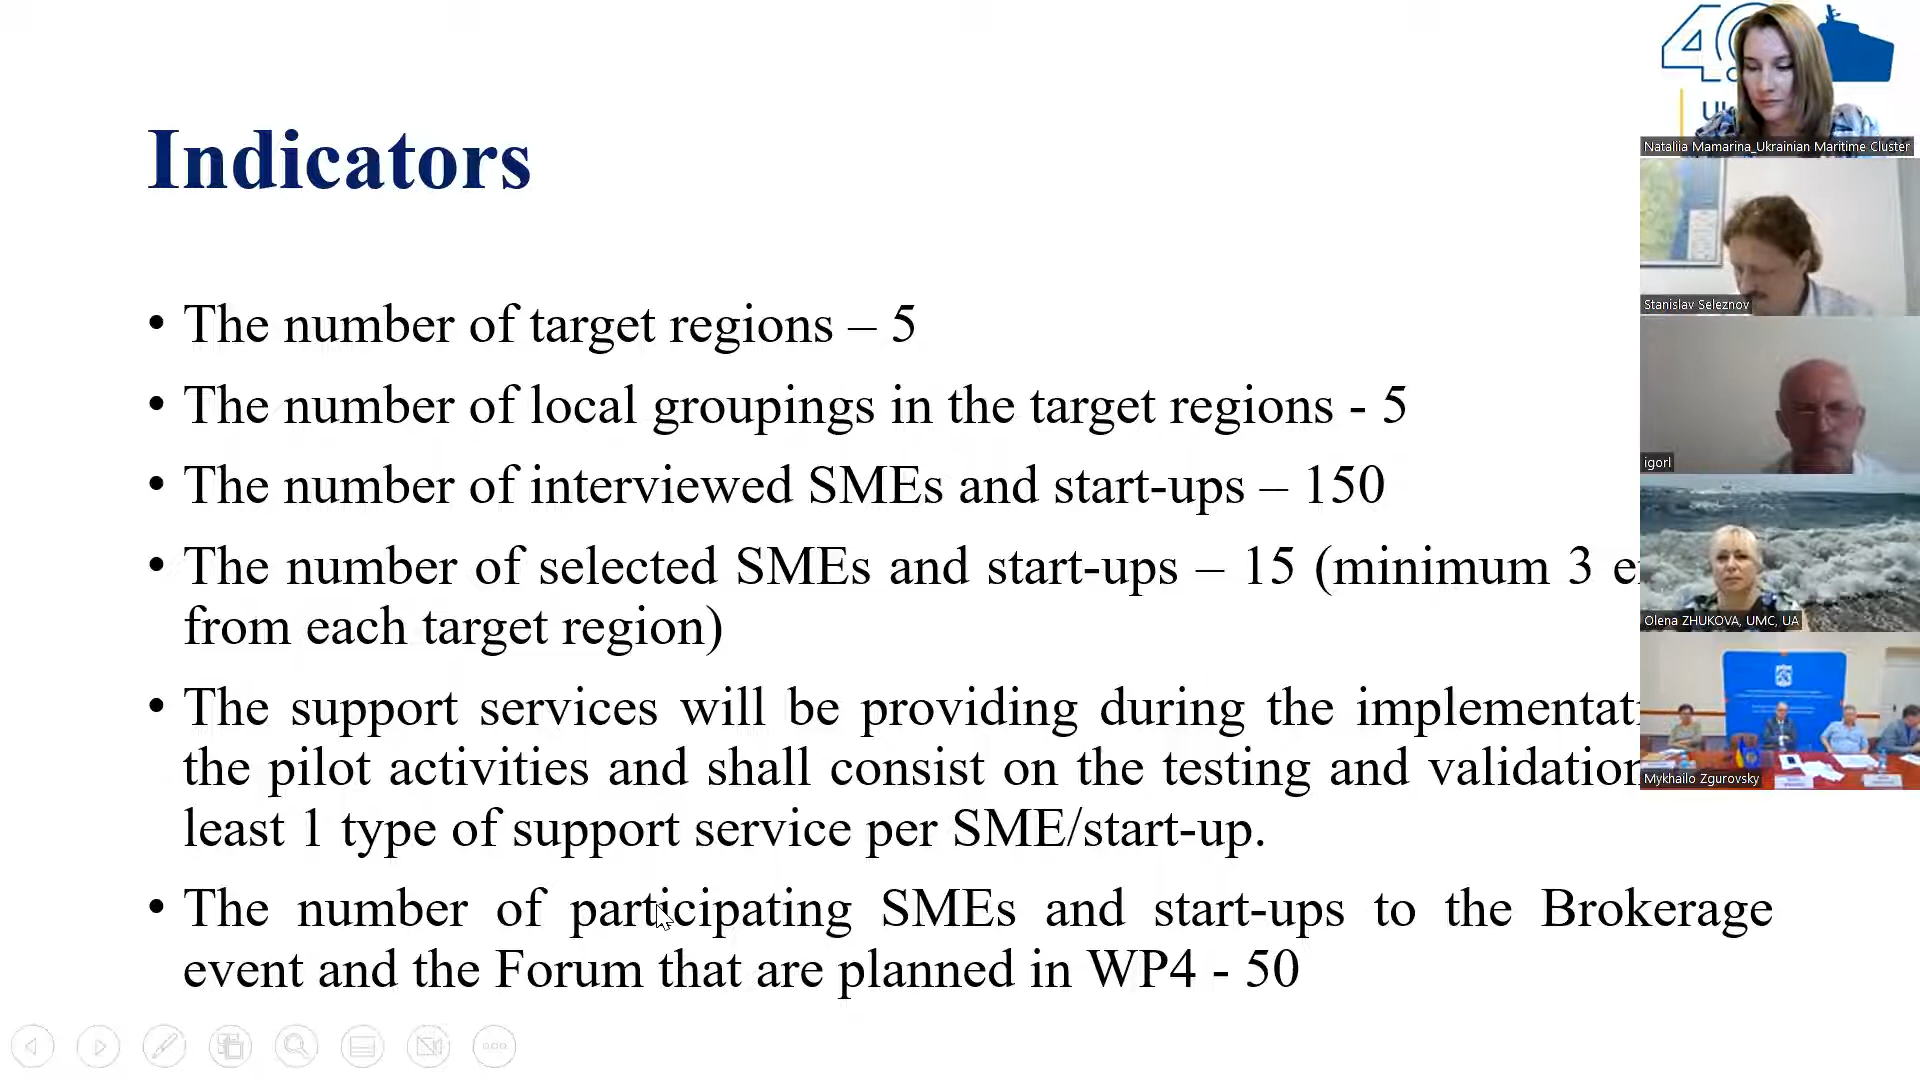 Indicators
• The number of target regions – 5
• The number of local groupings in the target regions - 5
• The number of interviewed SMEs and start-ups – 150
• The number of selected SMEs and start-ups – 15 (minimum 3
from each target region)
• The support services will be providing during the
the pilot activities and shall consist on the testing and
least 1 type of support service per SME/start-up.
• The number of participating SMEs and start-ups to the Brokerage
event and the Forum that are planned in WP4 - 50
Nataliia Mamarina_Ukrainian Maritime Cluster
Stanislav Seleznov
igorl
Olena ZHUKOVA, UMC, UA
Mykhailo Zgurovsky